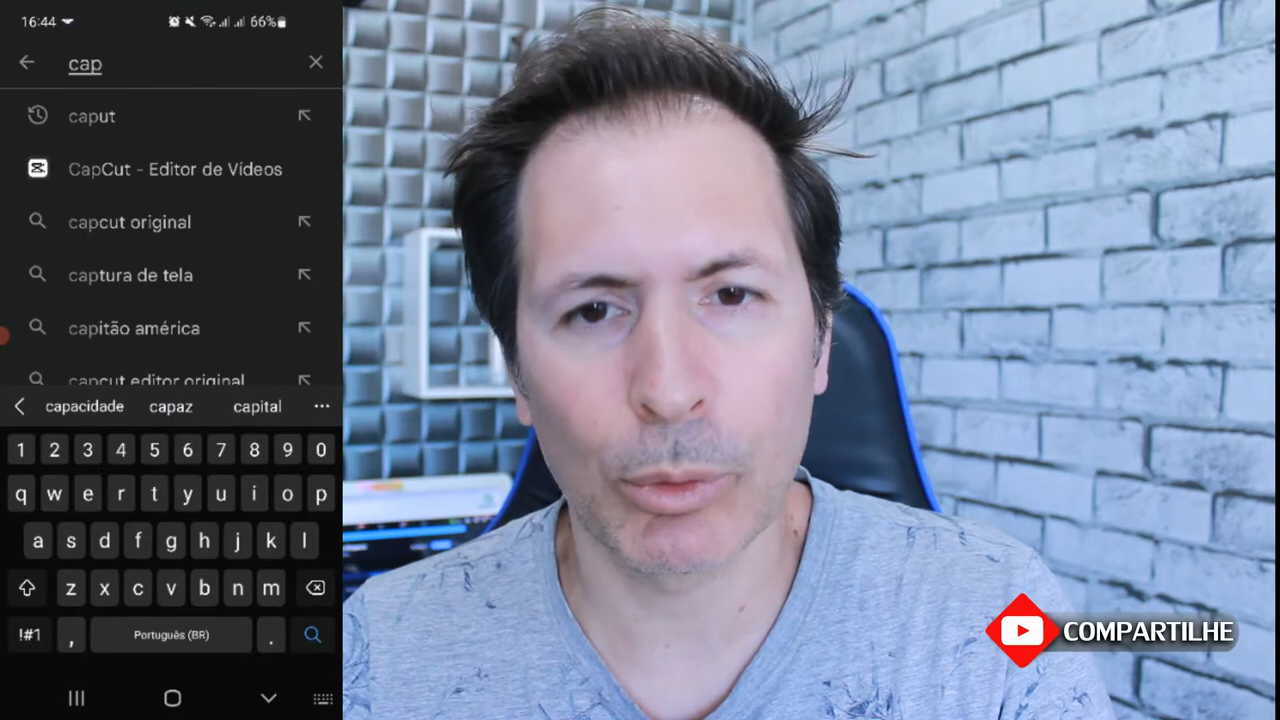 16:44
66%
cap
caput
CapCut - Editor de Vídeos
capcut original
captura de tela
capitão américa
capcut editor original
capacidade capaz capital ...
1 2 3 4 5 6 7 8 9 0
q w e r t y u i o p
a s d f g h j k l
z x c v b n m
!#1 , Português (BR) .
COMPARTILHE